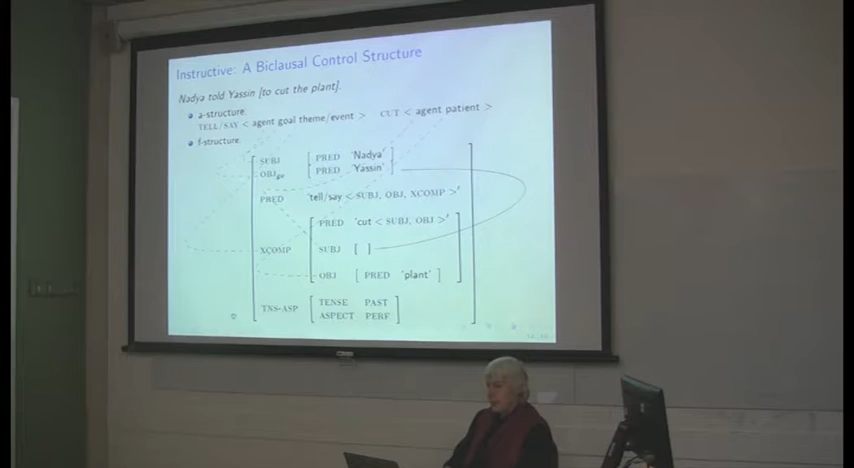 Instructive: A Biclausal Control Structure
Nadya told Yassin [to cut the plant].
a-structure:
TELL/SAY < agent goal theme/event > CUT < agent patient >
f-structure:
SUBJ [ PRED 'Nadya' ]
OBJgo [ PRED 'Yassin' ]
PRED 'tell/say < SUBJ, OBJ, XCOMP >'
PRED 'cut < SUBJ, OBJ >'
XCOMP SUBJ [ ]
OBJ [ PRED 'plant' ]
TNS-ASP
TENSE PAST
ASPECT PERF